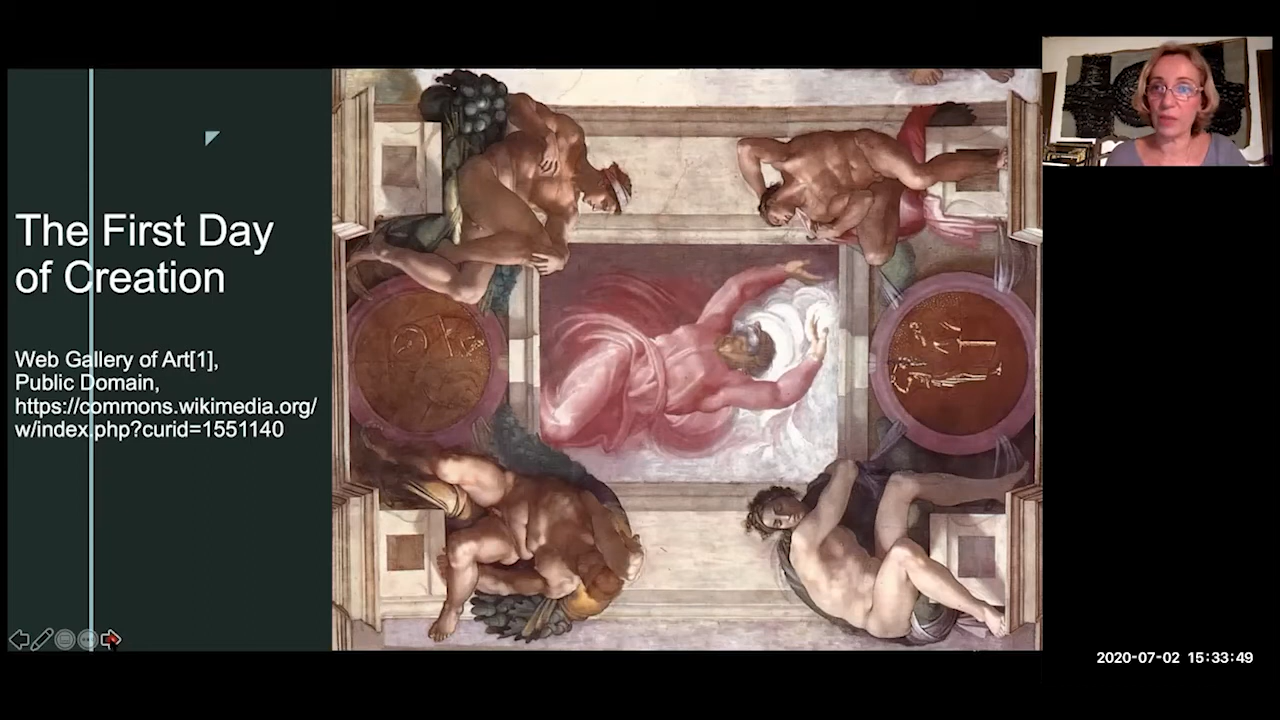 The First Day
of Creation
Web Gallery of Art[1],
Public Domain,
https://commons.wikimedia.org/
w/index.php?curid=1551140
2020-07-02 15:33:49